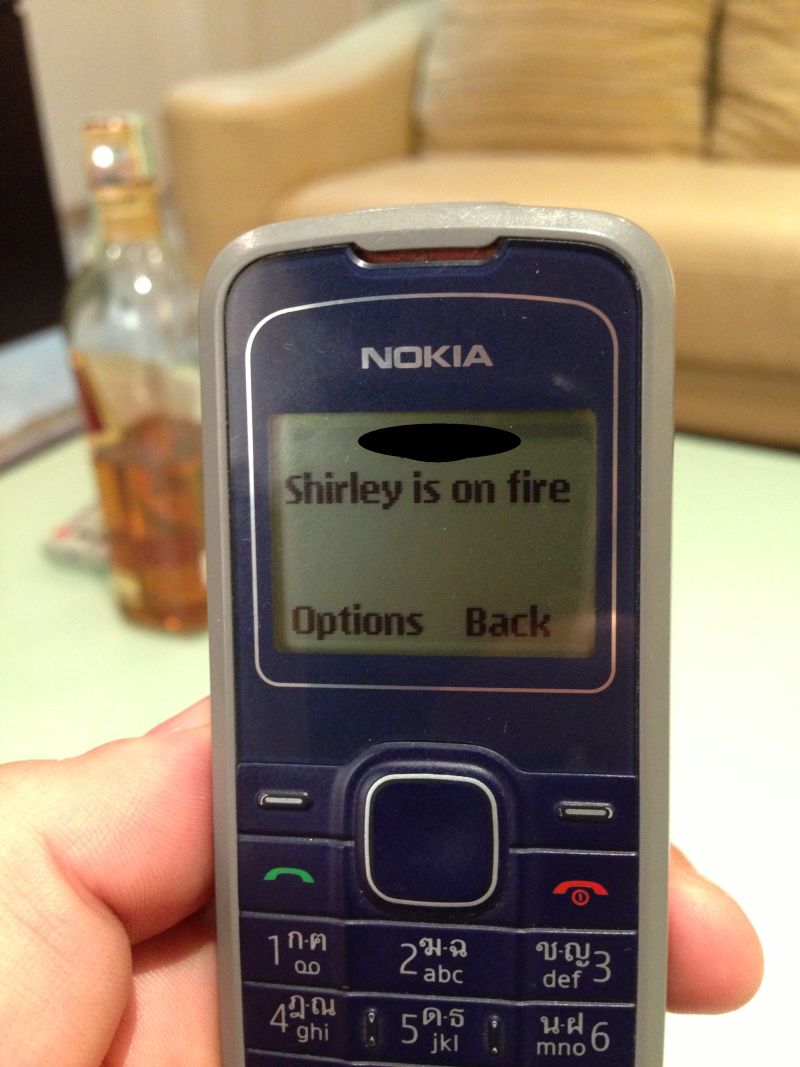 NOKIA
Shirley is on fire
Options Back
1 ก-ฅ
2 ฆ-ฉ abc
ช-ญ def 3
4 ฎ-ณ ghi
5 ด-ธ jkl
น-ฝ mno 6